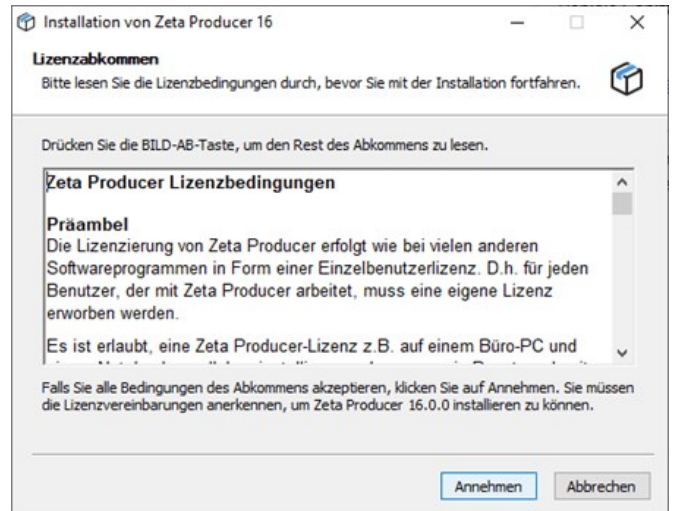 Installation von Zeta Producer 16
Lizenzabkommen
Bitte lesen Sie die Lizenzbedingungen durch, bevor Sie mit der Installation fortfahren.
Drücken Sie die BILD-AB-Taste, um den Rest des Abkommens zu lesen.
Zeta Producer Lizenzbedingungen
Präambel
Die Lizenzierung von Zeta Producer erfolgt wie bei vielen anderen
Softwareprogrammen in Form einer Einzelbenutzerlizenz. D.h. für jeden
Benutzer, der mit Zeta Producer arbeitet, muss eine eigene Lizenz
erworben werden.
Es ist erlaubt, eine Zeta Producer-Lizenz z.B. auf einem Büro-PC und
Falls Sie alle Bedingungen des Abkommens akzeptieren, klicken Sie auf Annehmen. Sie müssen
die Lizenzvereinbarungen anerkennen, um Zeta Producer 16.0.0 installieren zu können.
Annehmen
Abbrechen